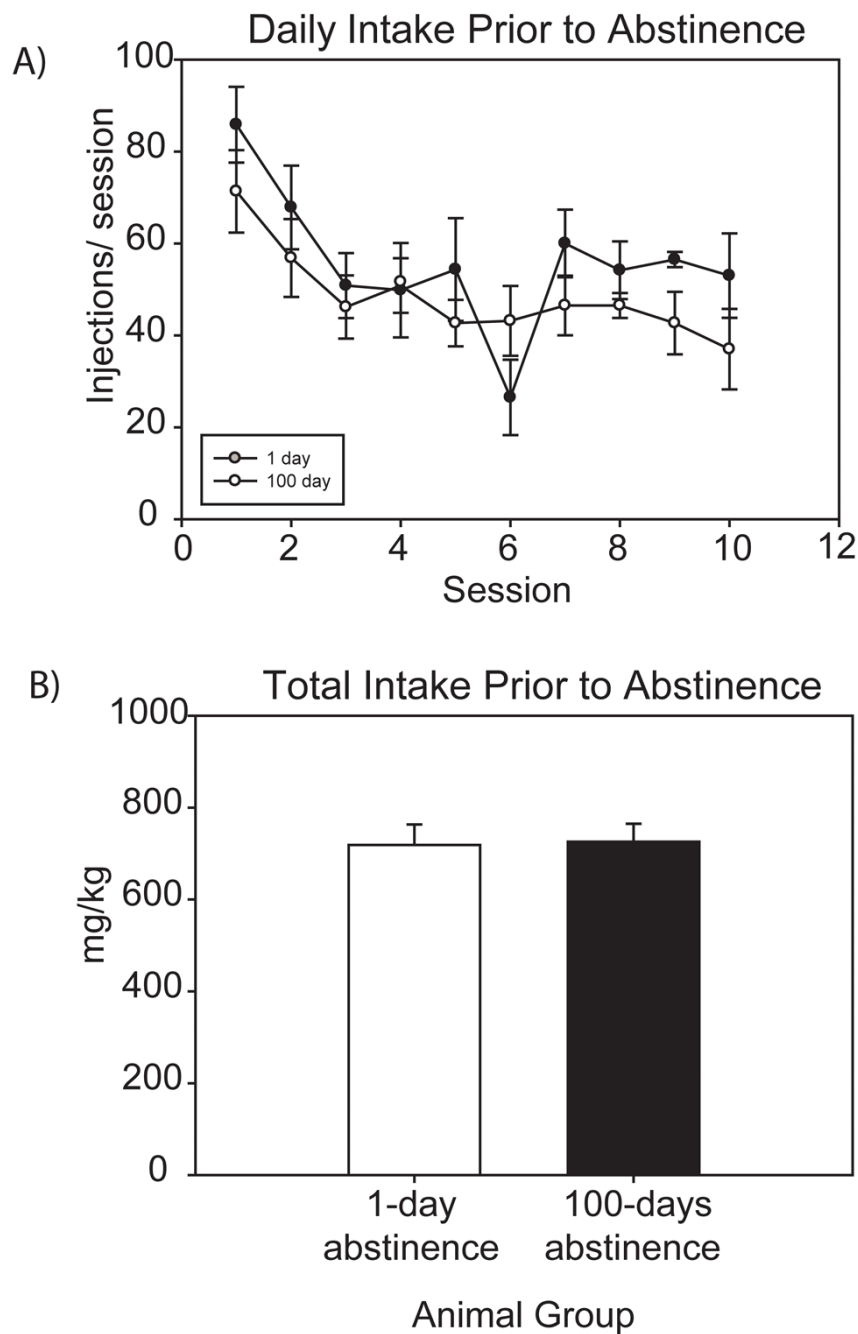 A)
Daily Intake Prior to Abstinence
100
80
60
40
20
0
Injections/ session
1 day
100 day
0 2 4 6 8 10 12
Session
B)
Total Intake Prior to Abstinence
1000
800
600
400
200
0
mg/kg
1-day
abstinence
100-days
abstinence
Animal Group